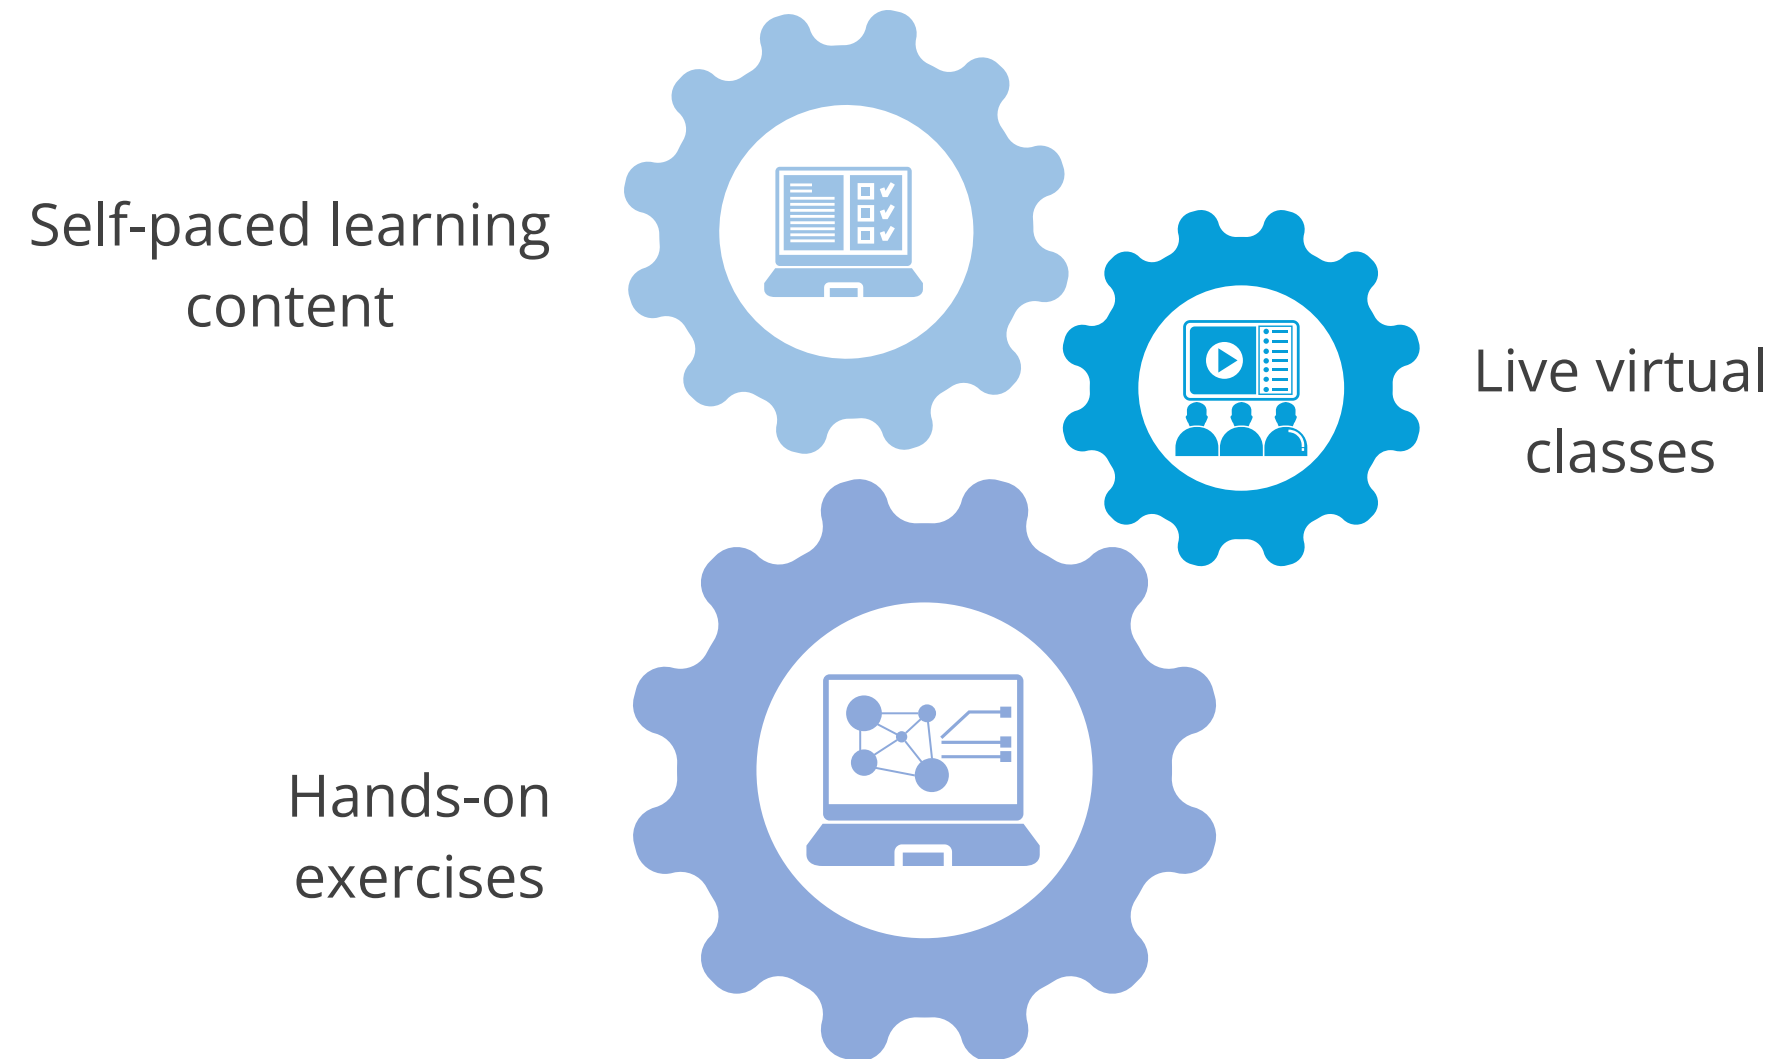 Self-paced learning
content
Live virtual
classes
Hands-on
exercises